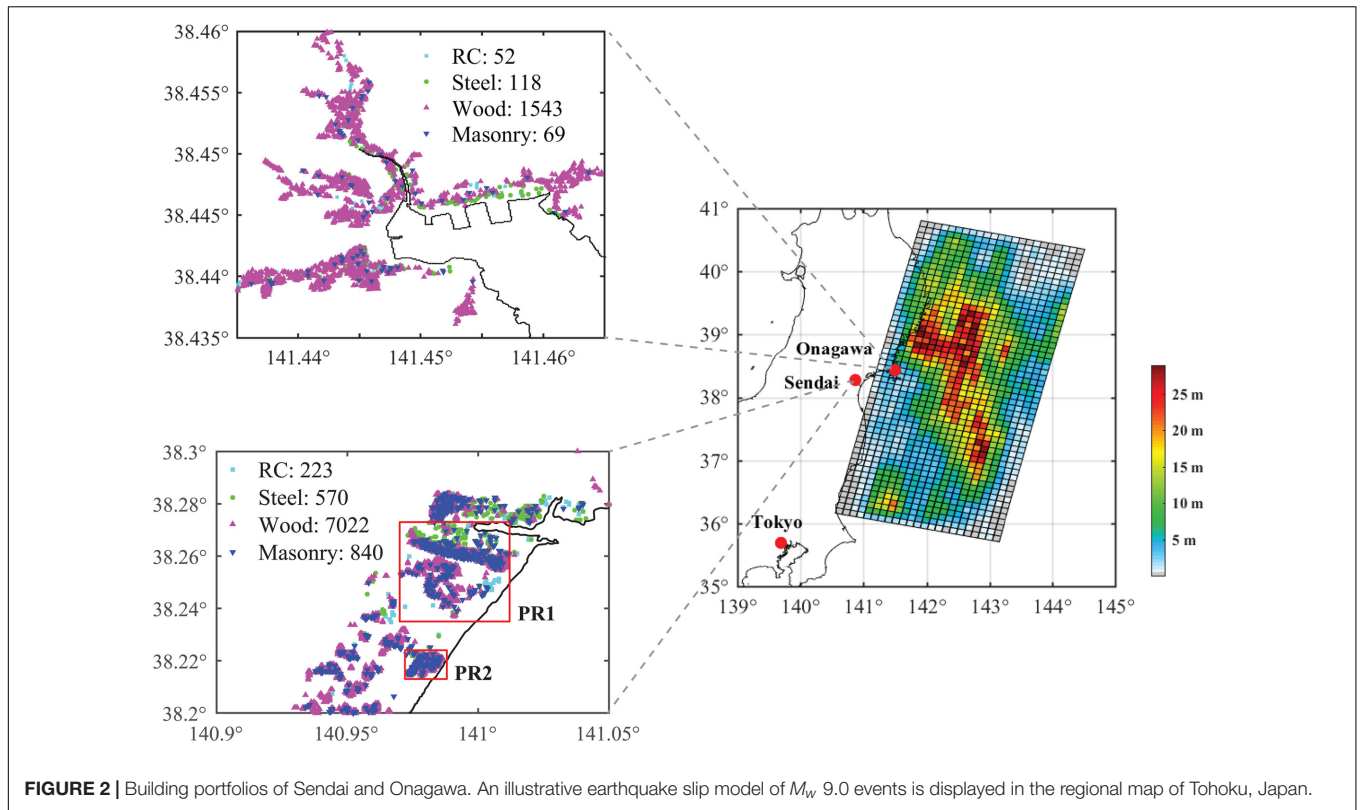 38.46°
38.455°
38.45°
38.445°
38.44°
38.435°
RC: 52
Steel: 118
Wood: 1543
Masonry: 69
141.44°
141.45°
141.46°
38.3°
38.28°
38.26°
38.24°
38.22°
38.2°
RC: 223
Steel: 570
Wood: 7022
Masonry: 840
PR1
PR2
140.9°
140.95°
141°
141.05°
41°
40°
39°
38°
37°
36°
35°
Onagawa
Sendai
Tokyo
139°
140°
141°
142°
143°
144°
145°
25 m
20 m
15 m
10 m
5 m
FIGURE 2 | Building portfolios of Sendai and Onagawa. An illustrative earthquake slip model of Mw 9.0 events is displayed in the regional map of Tohoku, Japan.